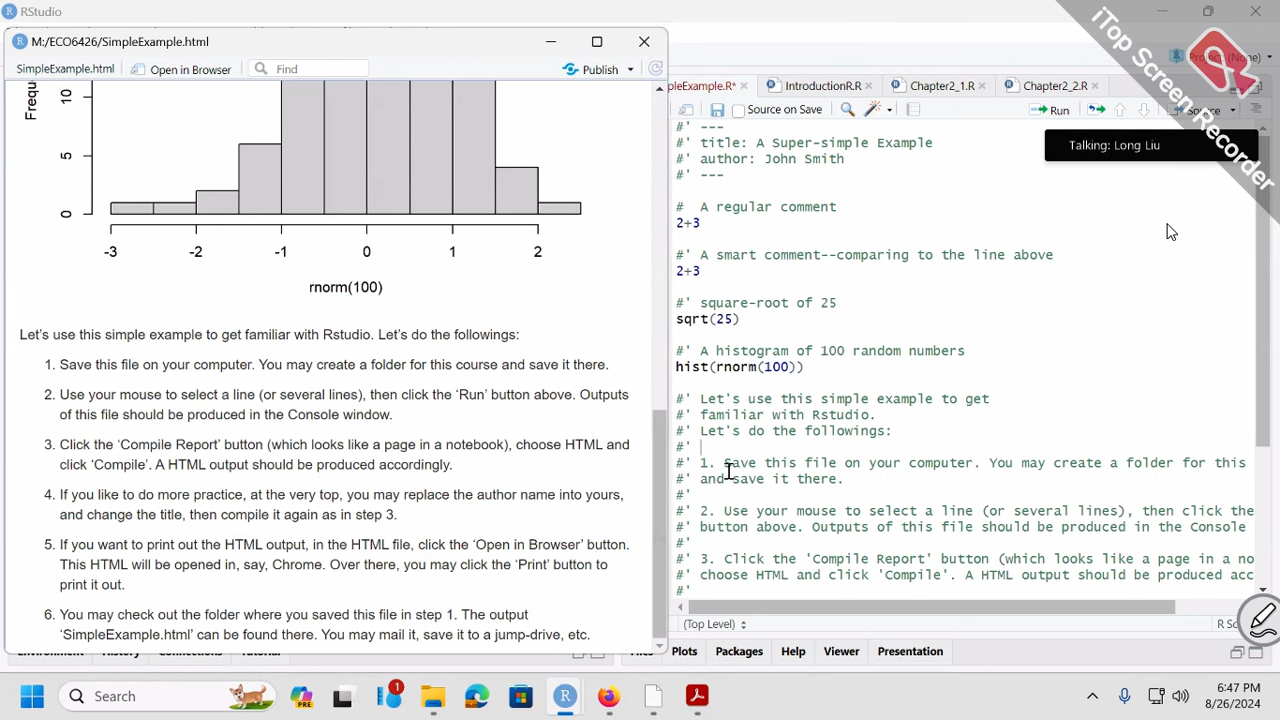 RStudio
M:/ECO6426/SimpleExample.html
SimpleExample.html
Open in Browser
Find
Publish
Frequ
10
5
0
-3 -2 -1 0 1 2
rnorm(100)
Let's use this simple example to get familiar with Rstudio. Let's do the followings:
1. Save this file on your computer. You may create a folder for this course and save it there.
2. Use your mouse to select a line (or several lines), then click the 'Run' button above. Outputs
of this file should be produced in the Console window.
3. Click the 'Compile Report' button (which looks like a page in a notebook), choose HTML and
click 'Compile'. A HTML output should be produced accordingly.
4. If you like to do more practice, at the very top, you may replace the author name into yours,
and change the title, then compile it again as in step 3.
5. If you want to print out the HTML output, in the HTML file, click the 'Open in Browser' button.
This HTML will be opened in, say, Chrome. Over there, you may click the 'Print' button to
print it out.
6. You may check out the folder where you saved this file in step 1. The output
'SimpleExample.html' can be found there. You may mail it, save it to a jump-drive, etc.
Environment History Connections Tutorial
Project: (None)
iTop Screen Recorder
pleExample.R* IntroductionR.R Chapter2_1.R Chapter2_2.R
Source on Save
Run
Source
Talking: Long Liu
#' ---
#' title: A Super-simple Example
#' author: John Smith
#' ---
#  A regular comment
2+3
#' A smart comment--comparing to the line above
2+3
#' square-root of 25
sqrt(25)
#' A histogram of 100 random numbers
hist(rnorm(100))
#' Let's use this simple example to get
#' familiar with Rstudio.
#' Let's do the followings:
#'
#' 1. Save this file on your computer. You may create a folder for this
#' and save it there.
#'
#' 2. Use your mouse to select a line (or several lines), then click the
#' button above. Outputs of this file should be produced in the Console
#'
#' 3. Click the 'Compile Report' button (which looks like a page in a no
#' choose HTML and click 'Compile'. A HTML output should be produced acc
#'
(Top Level)
R Sc
Files Plots Packages Help Viewer Presentation
Search
PRE
1
R
6:47 PM
8/26/2024